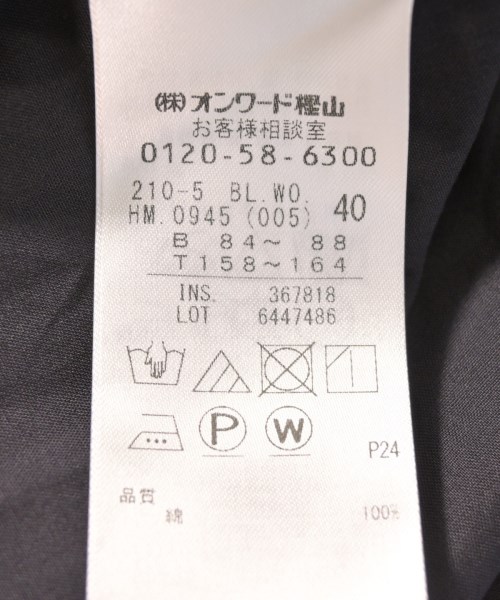 (株)オンワード樫山
お客様相談室
0120-58-6300
210-5 BL.WO.
HM.0945 (005) 40
B 84～ 88
T 158～164
INS. 367818
LOT 6447486
P W
P24
品質
綿 100%